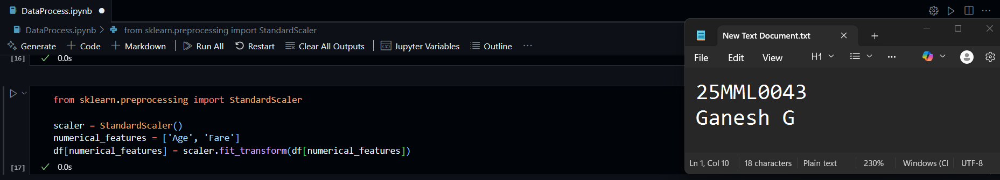 DataProcess.ipynb
DataProcess.ipynb > from sklearn.preprocessing import StandardScaler
Generate + Code + Markdown | Run All Restart Clear All Outputs | Jupyter Variables Outline ...
[16] ✓ 0.0s
from sklearn.preprocessing import StandardScaler
scaler = StandardScaler()
numerical_features = ['Age', 'Fare']
df[numerical_features] = scaler.fit_transform(df[numerical_features])
[17] ✓ 0.0s
New Text Document.txt
File Edit View H1 ...
25MML0043
Ganesh G
Ln 1, Col 10 18 characters Plain text 230% Windows (Cl UTF-8